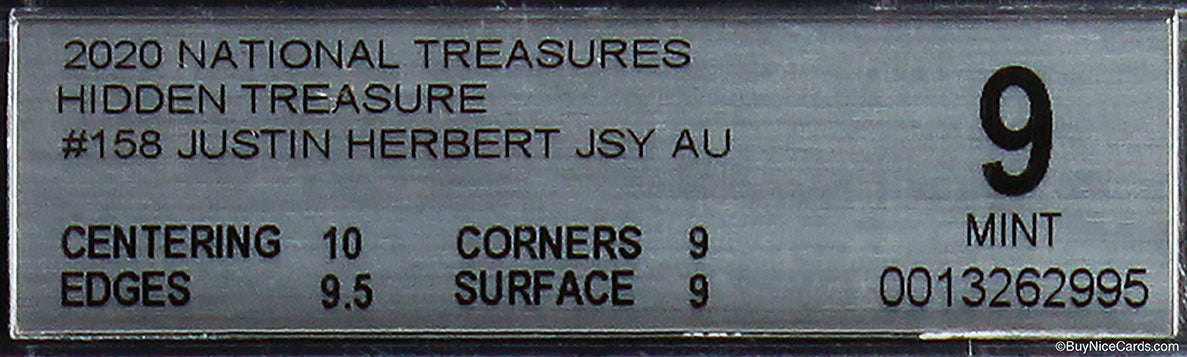 2020 NATIONAL TREASURES
HIDDEN TREASURE
#158 JUSTIN HERBERT JSY AU
9
MINT
0013262995
CENTERING 10 CORNERS 9
EDGES 9.5 SURFACE 9
©BuyNiceCards.com